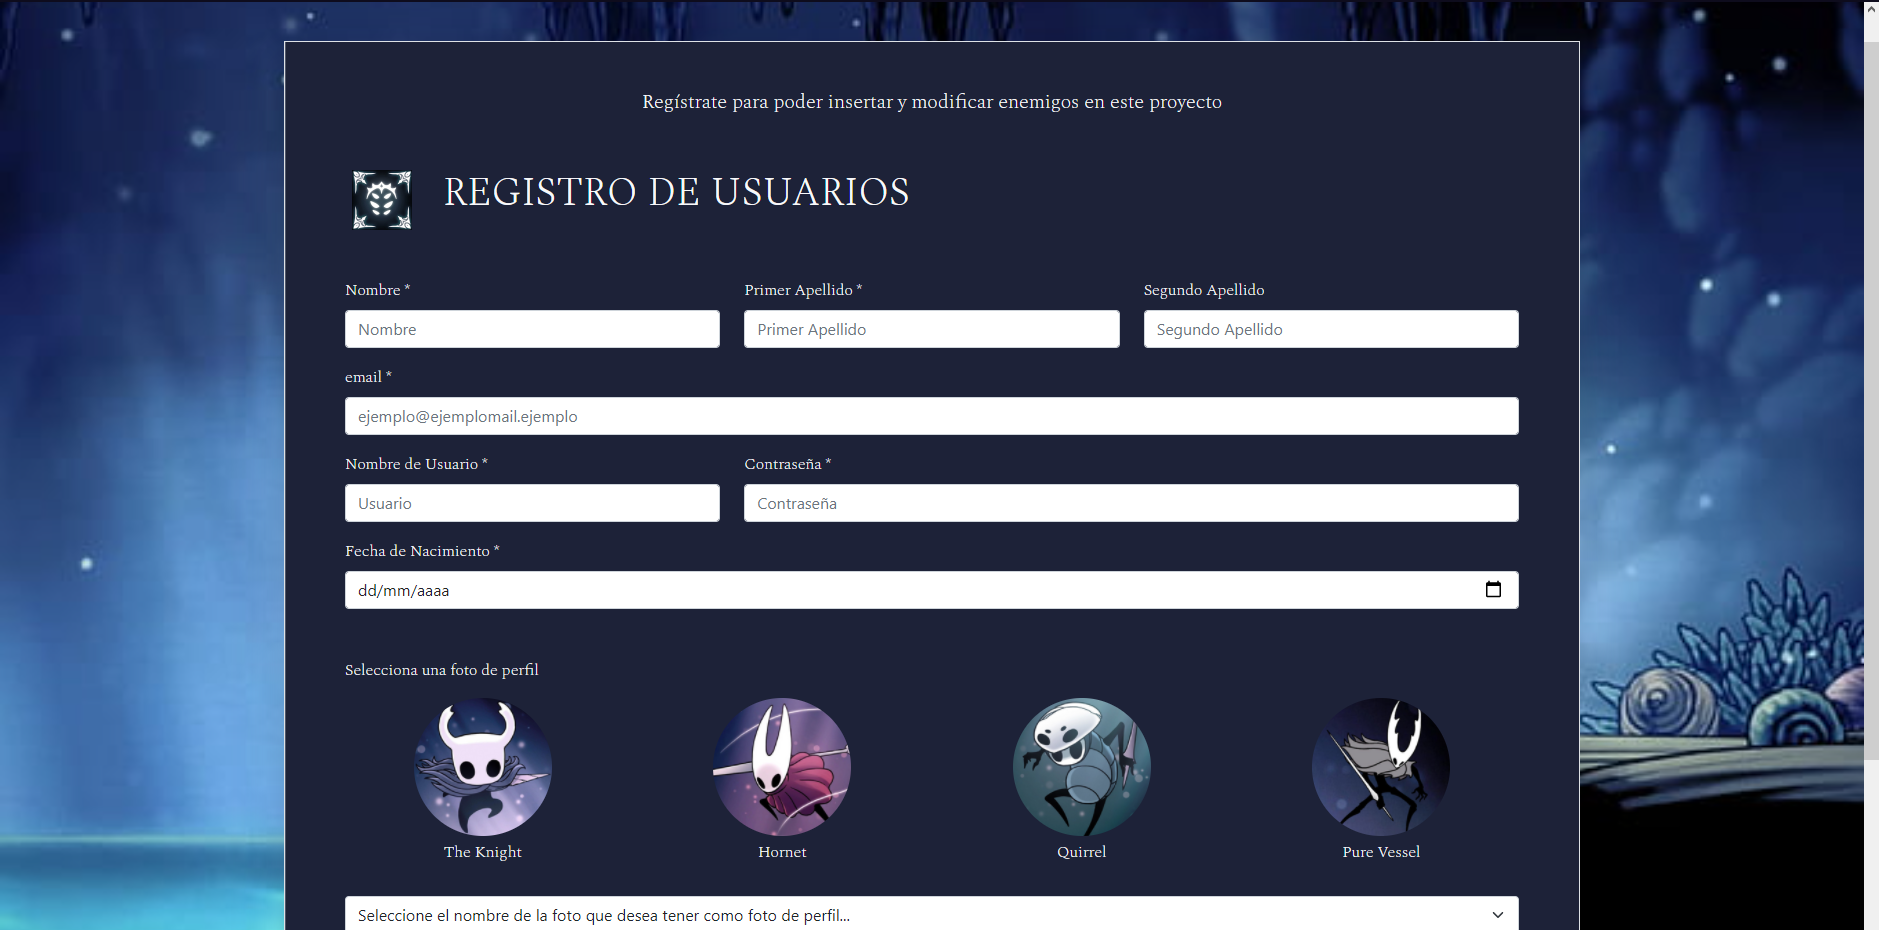 Regístrate para poder insertar y modificar enemigos en este proyecto
REGISTRO DE USUARIOS
Nombre *
Primer Apellido *
Segundo Apellido
Nombre
Primer Apellido
Segundo Apellido
email *
ejemplo@ejemplomail.ejemplo
Nombre de Usuario *
Contraseña *
Usuario
Contraseña
Fecha de Nacimiento *
dd/mm/aaaa
Selecciona una foto de perfil
The Knight
Hornet
Quirrel
Pure Vessel
Seleccione el nombre de la foto que desea tener como foto de perfil...